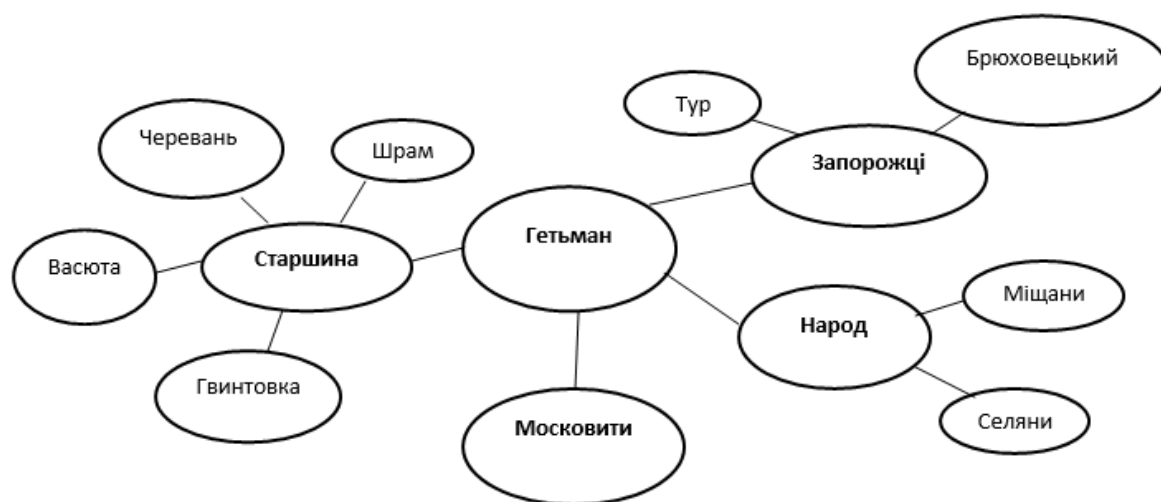 Брюховецький
Тур
Черевань
Шрам
Запорожці
Гетьман
Старшина
Васюта
Міщани
Народ
Гвинтовка
Селяни
Московити